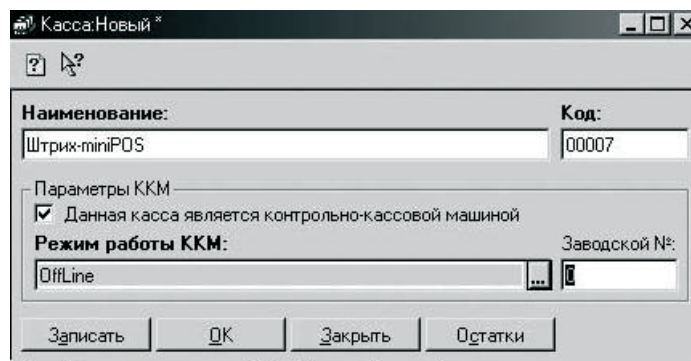 Касса:Новый *
Наименование:
Код:
Штрих-miniPOS
00007
Параметры ККМ
Данная касса является контрольно-кассовой машиной
Режим работы ККМ:
Заводской №:
OffLine
...
0
Записать
OK
Закрыть
Остатки